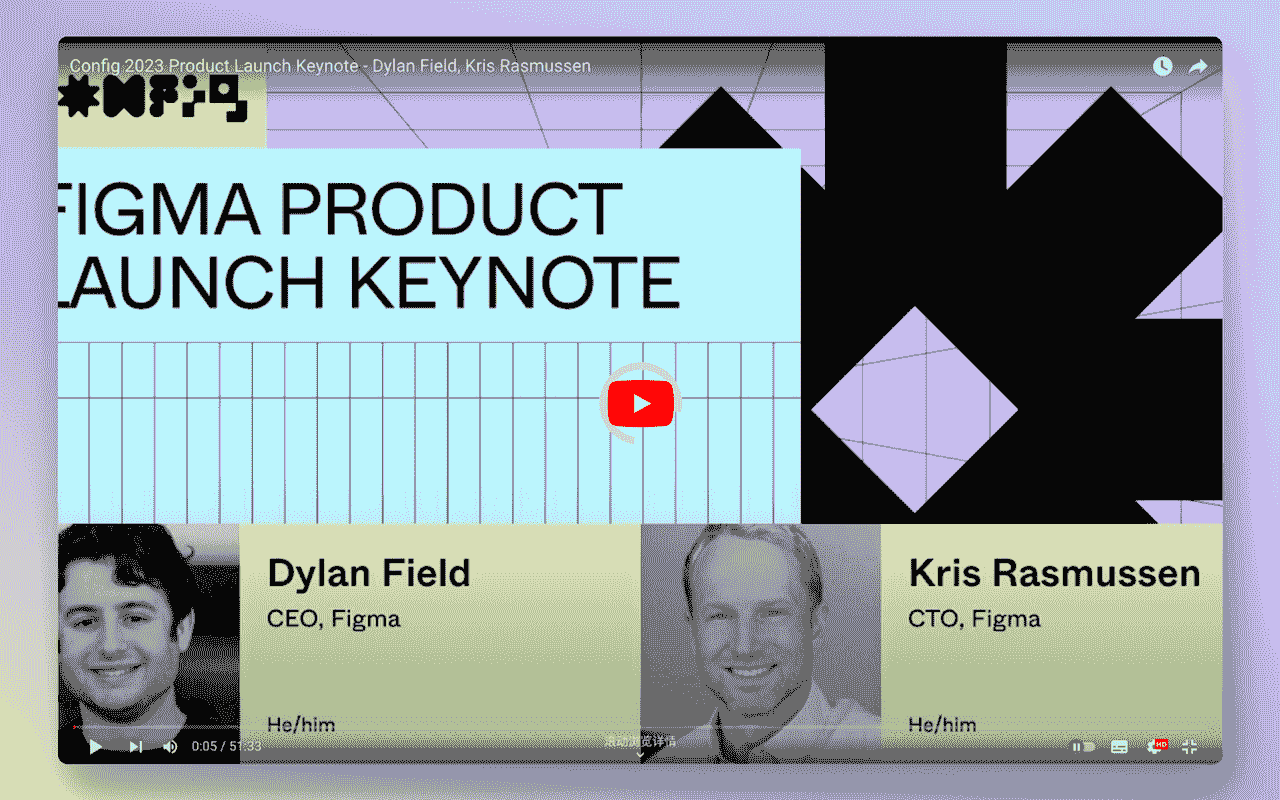 Config 2023 Product Launch Keynote - Dylan Field, Kris Rasmussen
FIGMA PRODUCT
LAUNCH KEYNOTE
Dylan Field
CEO, Figma
He/him
Kris Rasmussen
CTO, Figma
He/him
0:05 / 51:33
滚动浏览详情
HD